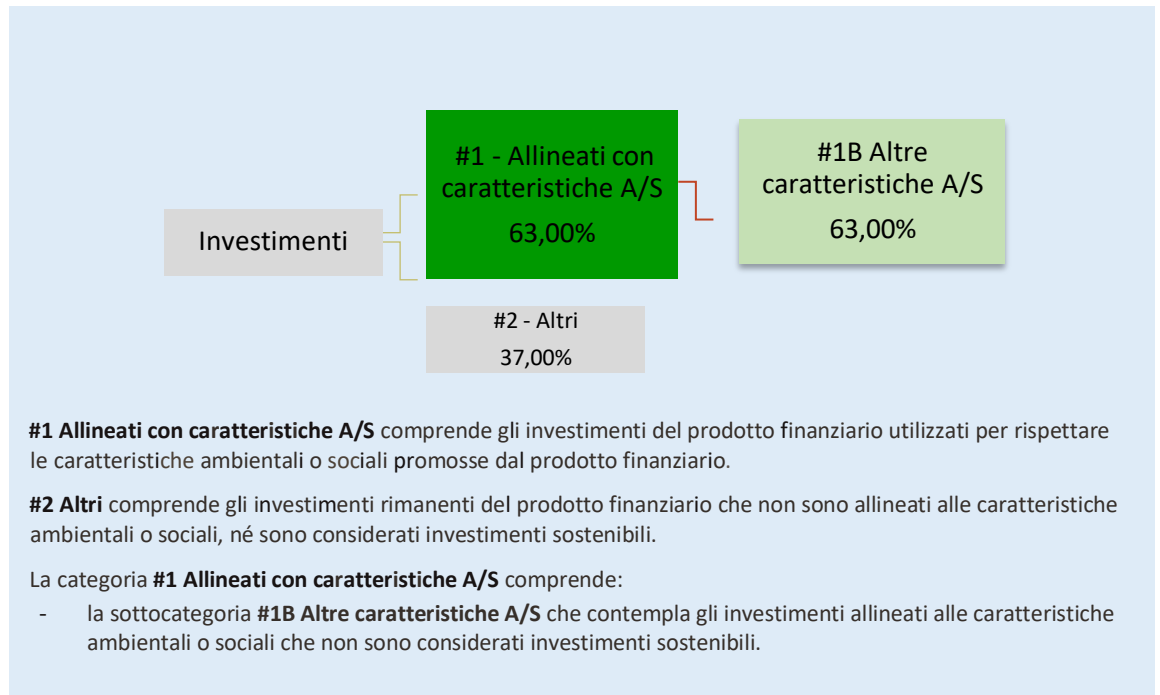 #1 - Allineati con
caratteristiche A/S
63,00%
#1B Altre
caratteristiche A/S
63,00%
Investimenti
#2 - Altri
37,00%
#1 Allineati con caratteristiche A/S comprende gli investimenti del prodotto finanziario utilizzati per rispettare
le caratteristiche ambientali o sociali promosse dal prodotto finanziario.
#2 Altri comprende gli investimenti rimanenti del prodotto finanziario che non sono allineati alle caratteristiche
ambientali o sociali, né sono considerati investimenti sostenibili.
La categoria #1 Allineati con caratteristiche A/S comprende:
- la sottocategoria #1B Altre caratteristiche A/S che contempla gli investimenti allineati alle caratteristiche
ambientali o sociali che non sono considerati investimenti sostenibili.